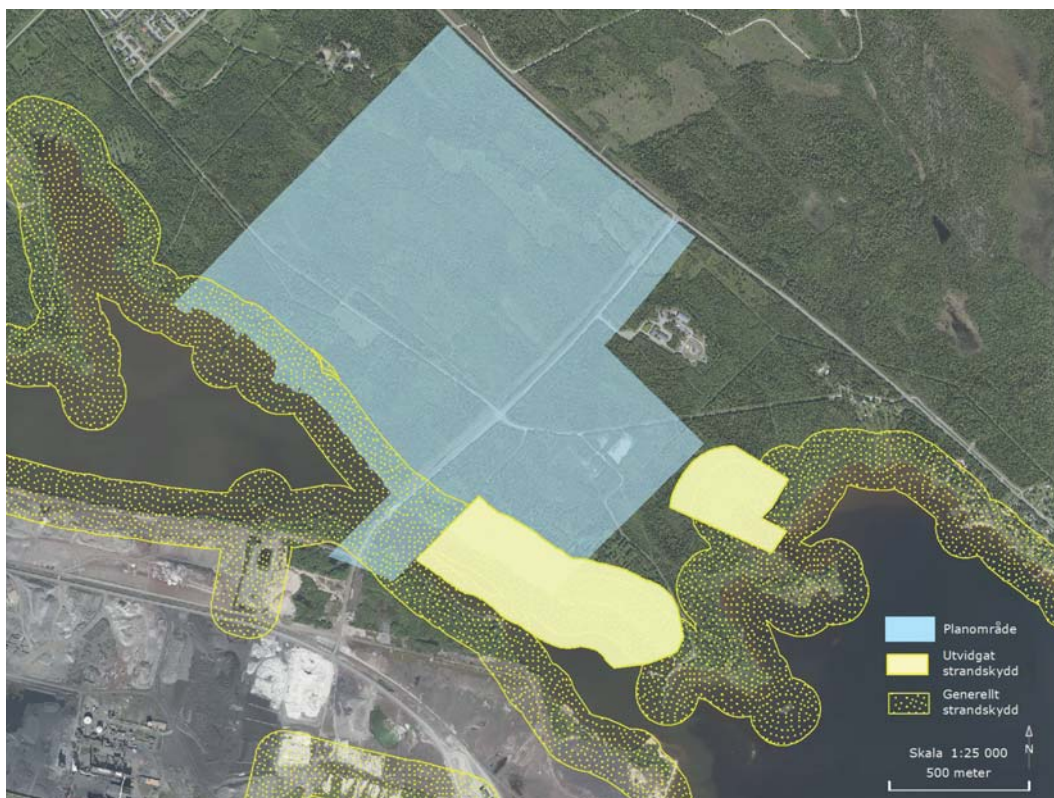 Planområde
Utvidgat
strandskydd
Generellt
strandskydd
Skala 1:25 000
N
500 meter